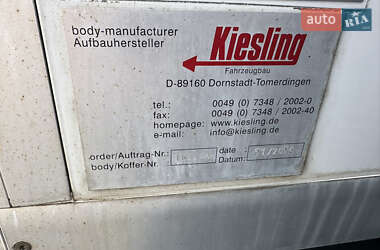 auto RIA.com
body-manufacturer
Aufbauhersteller
Kiesling
Fahrzeugbau
D-89160 Dornstadt-Tomerdingen
tel.: 0049 (0) 7348 / 2002-0
fax: 0049 (0) 7348 / 2002-40
homepage: www.kiesling.de
e-mail: info@kiesling.de
order/Auftrag-Nr.: date :
body/Koffer-Nr. Datum: